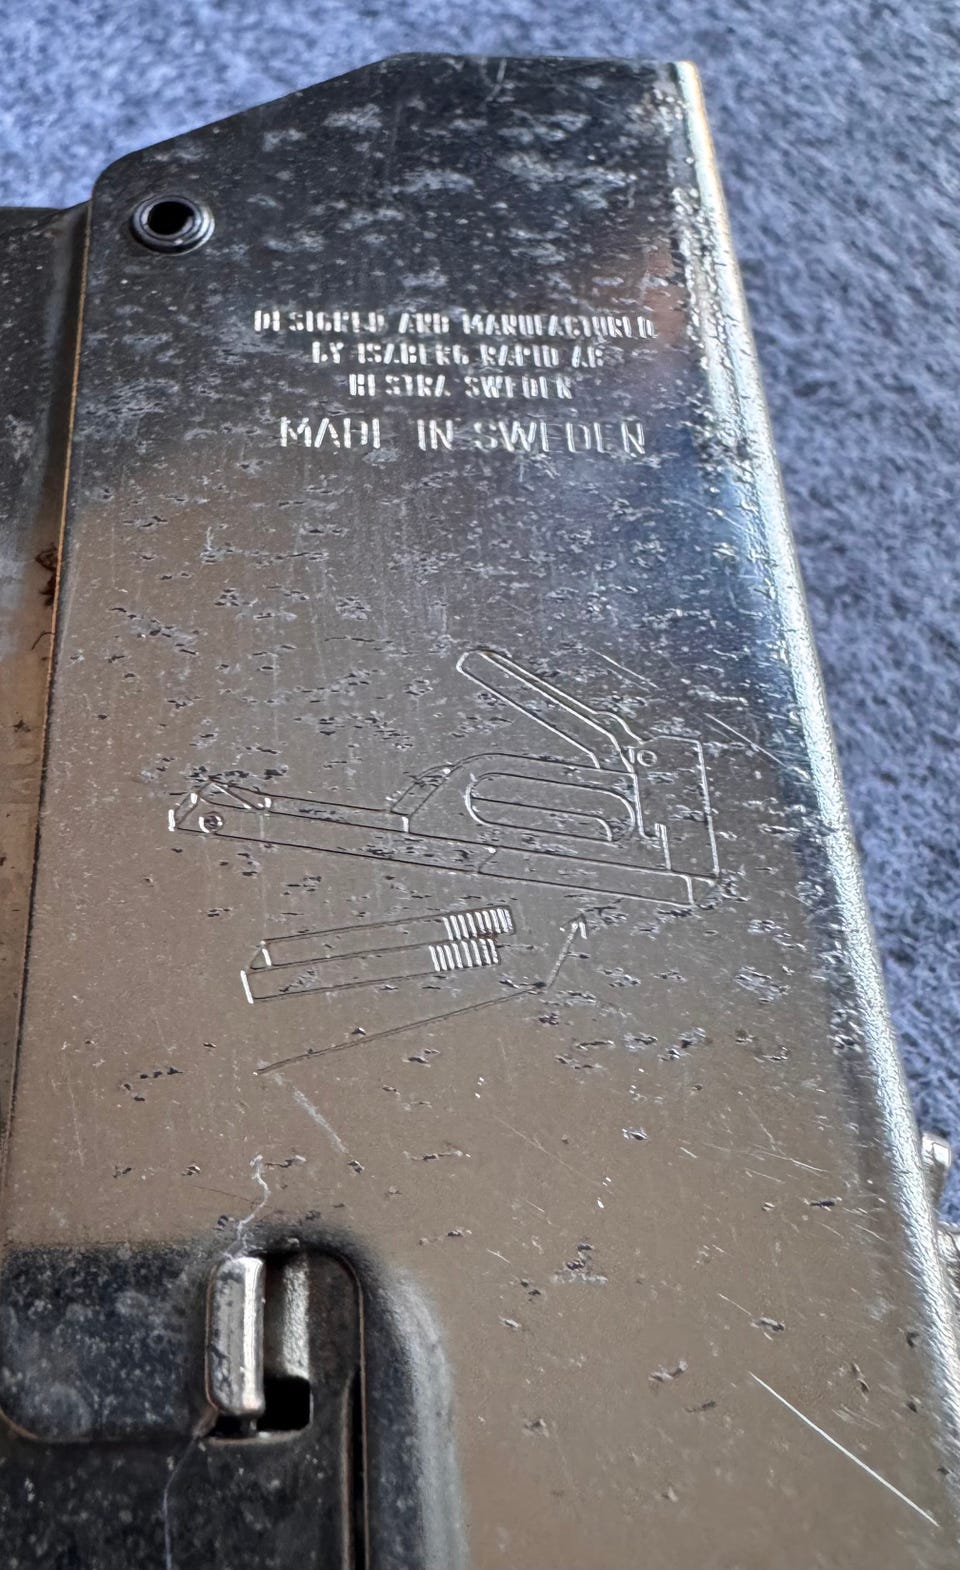 DESIGNED AND MANUFACTURED
BY ISABERG RAPID AB
HESTRA SWEDEN
MADE IN SWEDEN